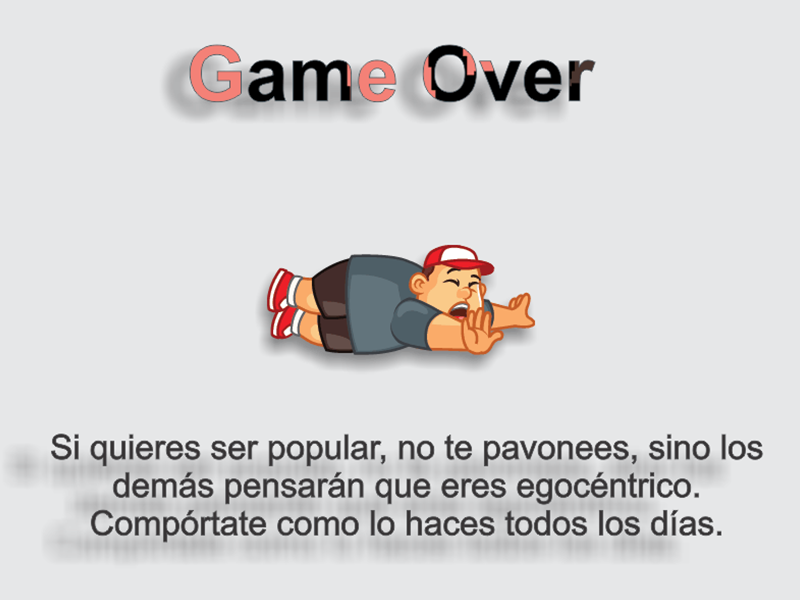 Game Over
Si quieres ser popular, no te pavonees, sino los
demás pensarán que eres egocéntrico.
Compórtate como lo haces todos los días.